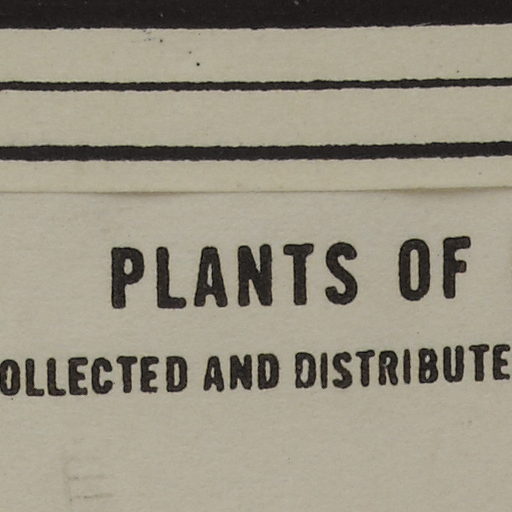 PLANTS OF
OLLECTED AND DISTRIBUTE